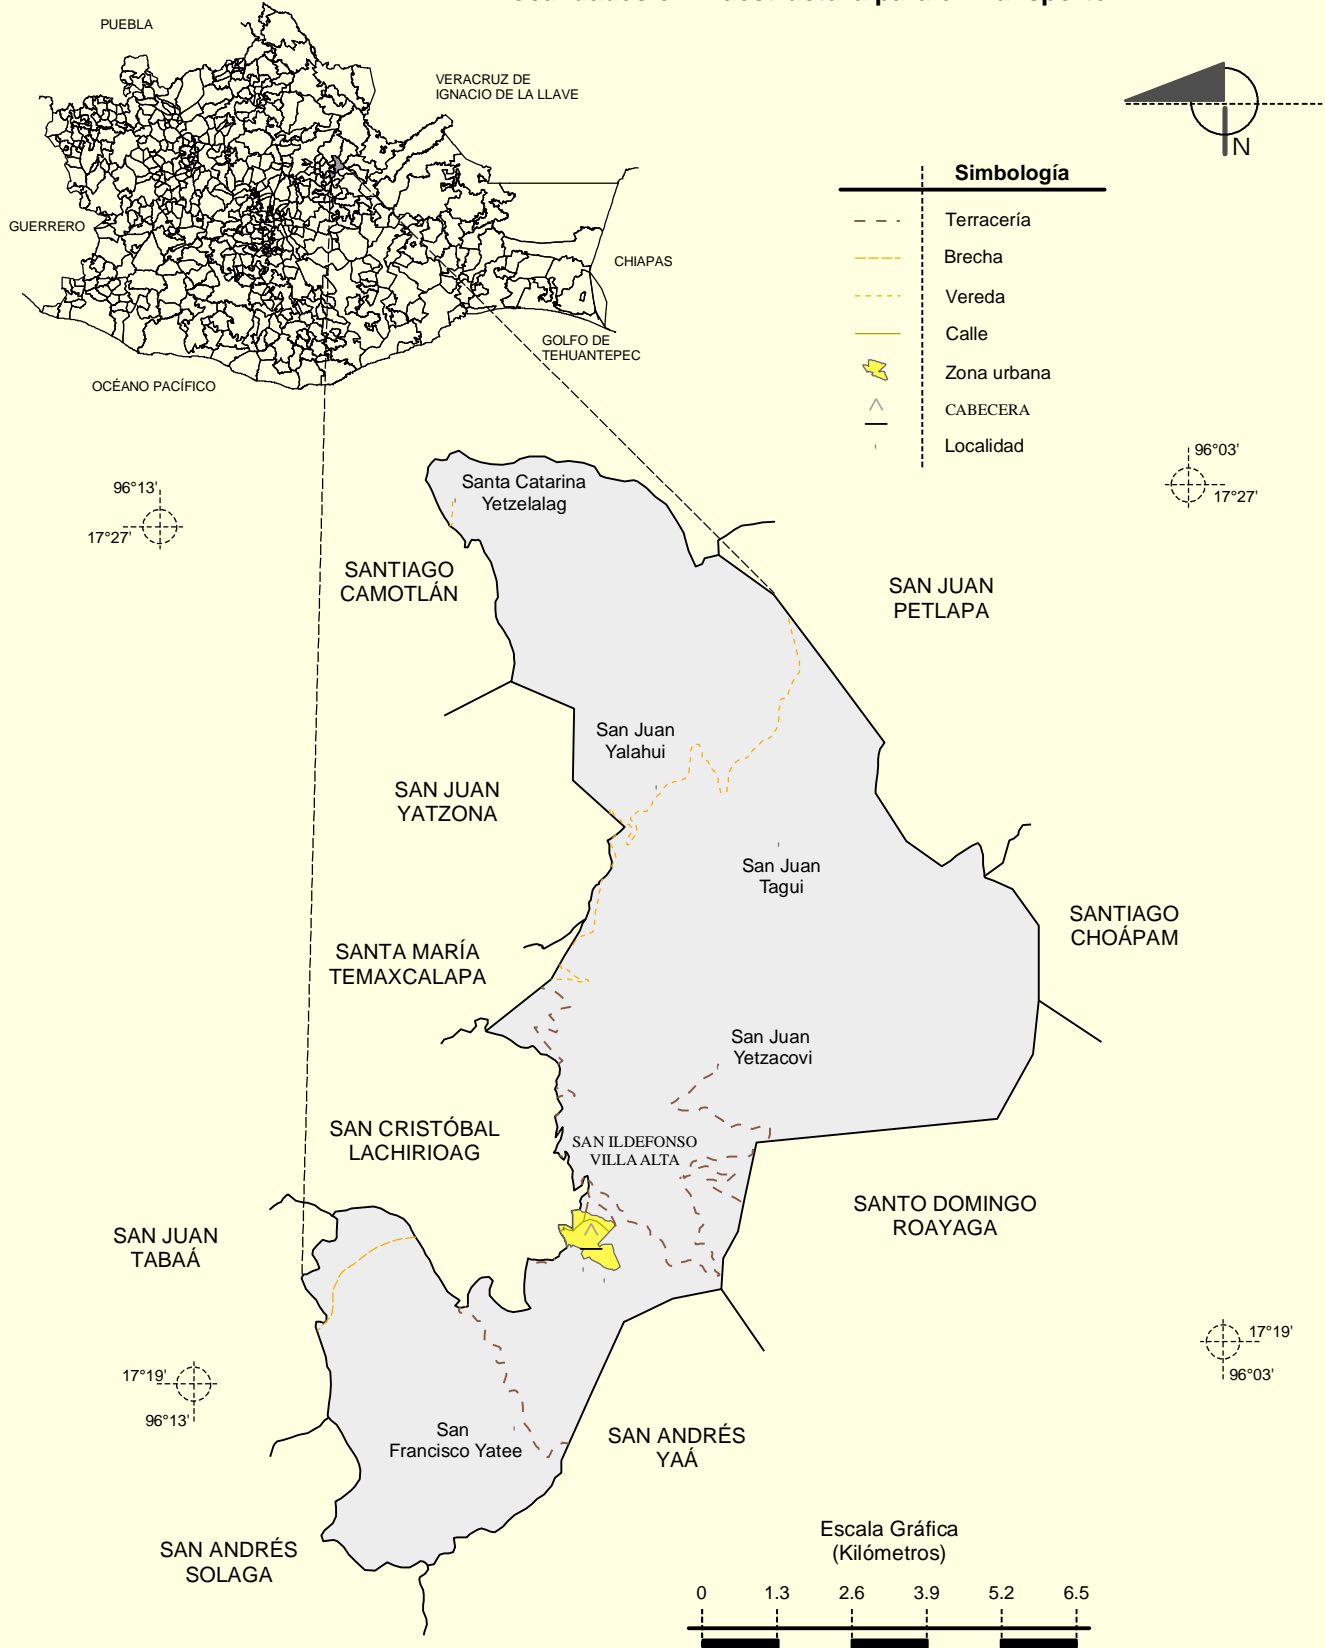 PUEBLA
VERACRUZ DE
IGNACIO DE LA LLAVE
GUERRERO
CHIAPAS
GOLFO DE
TEHUANTEPEC
OCÉANO PACÍFICO
N
Simbología
Terracería
Brecha
Vereda
Calle
Zona urbana
CABECERA
Localidad
96°13'
17°27'
96°03'
17°27'
Santa Catarina
Yetzelalag
SANTIAGO
CAMOTLÁN
SAN JUAN
PETLAPA
San Juan
Yalahui
SAN JUAN
YATZONA
San Juan
Tagui
SANTIAGO
CHOÁPAM
SANTA MARÍA
TEMAXCALAPA
San Juan
Yetzacovi
SAN CRISTÓBAL
LACHIRIOAG
SAN ILDEFONSO
VILLA ALTA
SANTO DOMINGO
ROAYAGA
SAN JUAN
TABAÁ
17°19'
96°03'
17°19'
96°13'
San
Francisco Yatee
SAN ANDRÉS
YAÁ
SAN ANDRÉS
SOLAGA
Escala Gráfica
(Kilómetros)
0 1.3 2.6 3.9 5.2 6.5